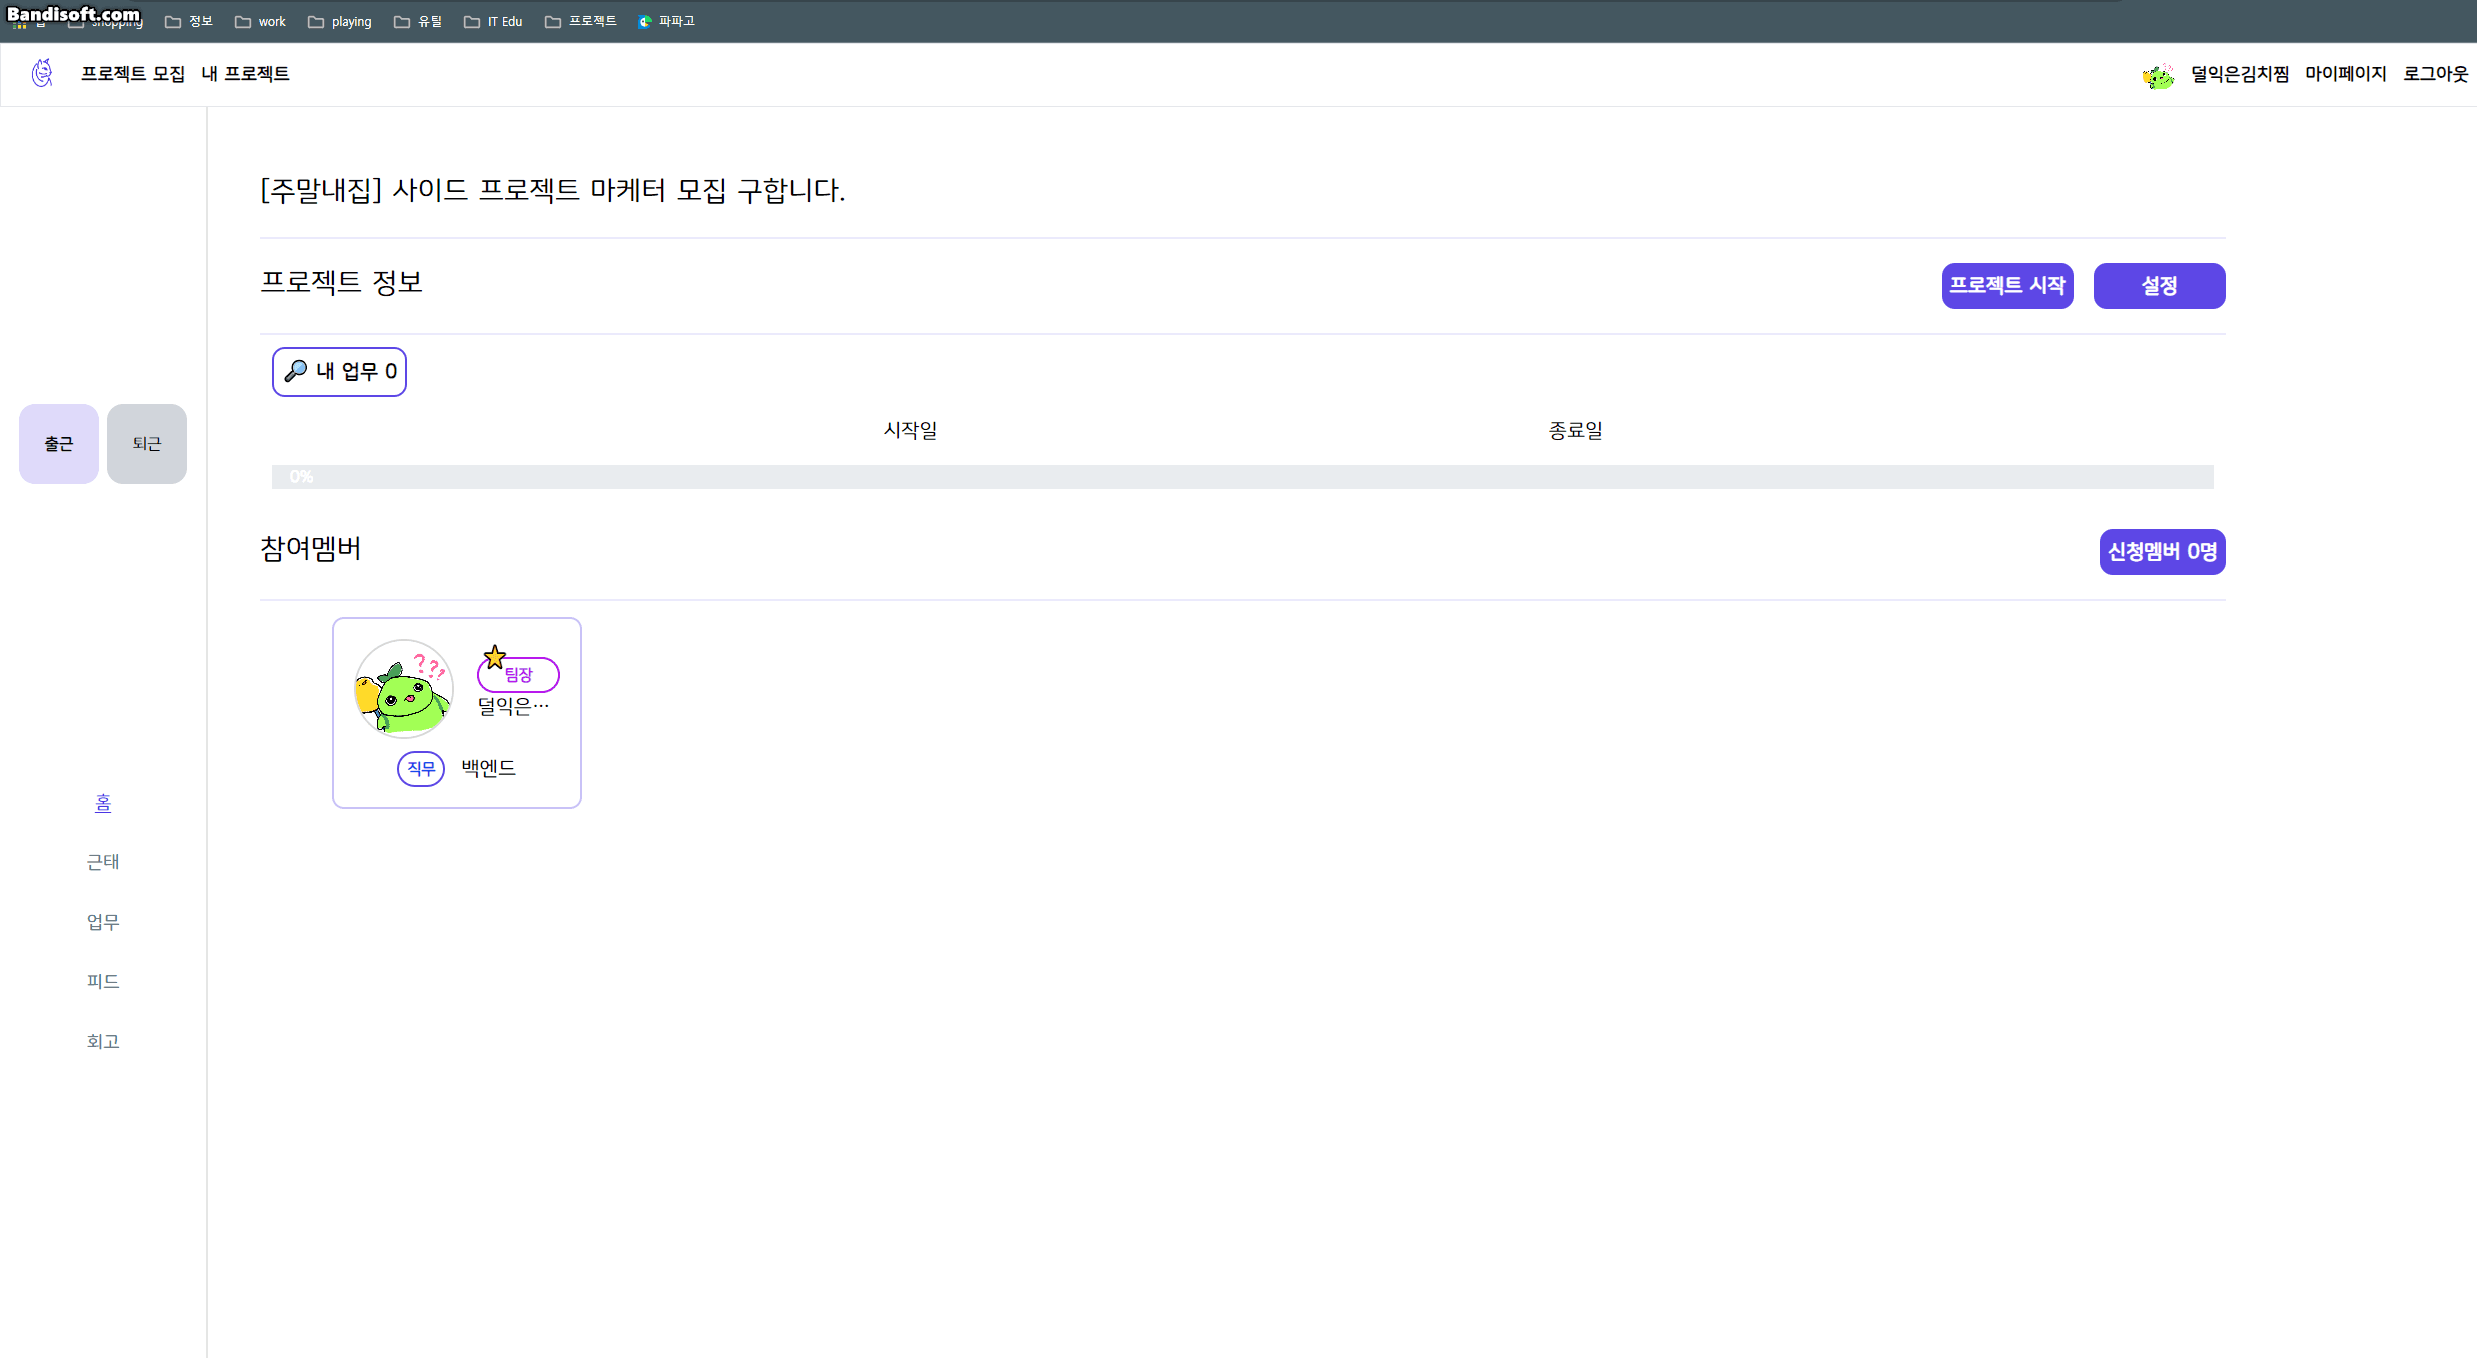 Bandisoft.com
shopping 정보 work playing 유틸 IT Edu 프로젝트 파파고
프로젝트 모집 내 프로젝트 덜익은김치찜 마이페이지 로그아웃
[주말내집] 사이드 프로젝트 마케터 모집 구합니다.
프로젝트 정보 프로젝트 시작 설정
내 업무 0
시작일 종료일
0%
출근 퇴근
참여멤버 신청멤버 0명
???
팀장
덜익은…
직무 백엔드
홈
근태
업무
피드
회고